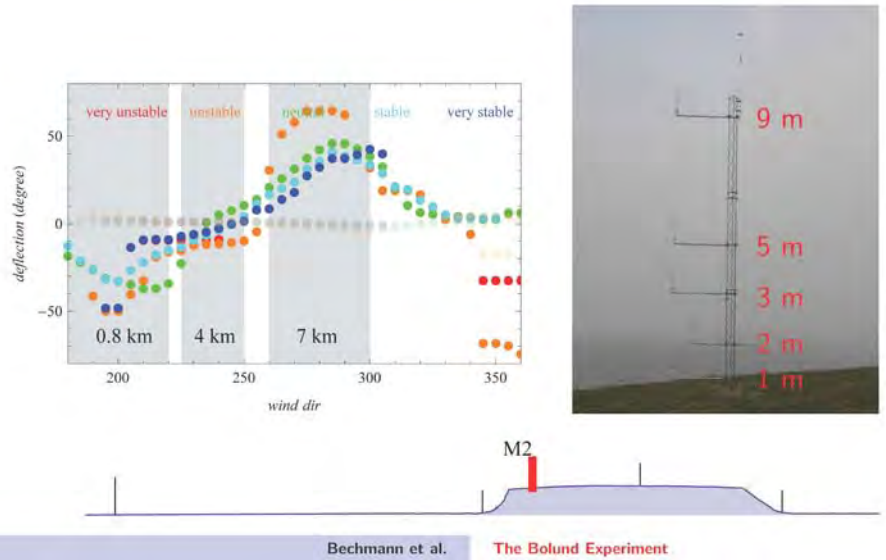 very unstable unstable neutral stable very stable
50
0
−50
deflection (degree)
0.8 km 4 km 7 km
200 250 300 350
wind dir
9 m
5 m
3 m
2 m
1 m
M2
Bechmann et al. The Bolund Experiment